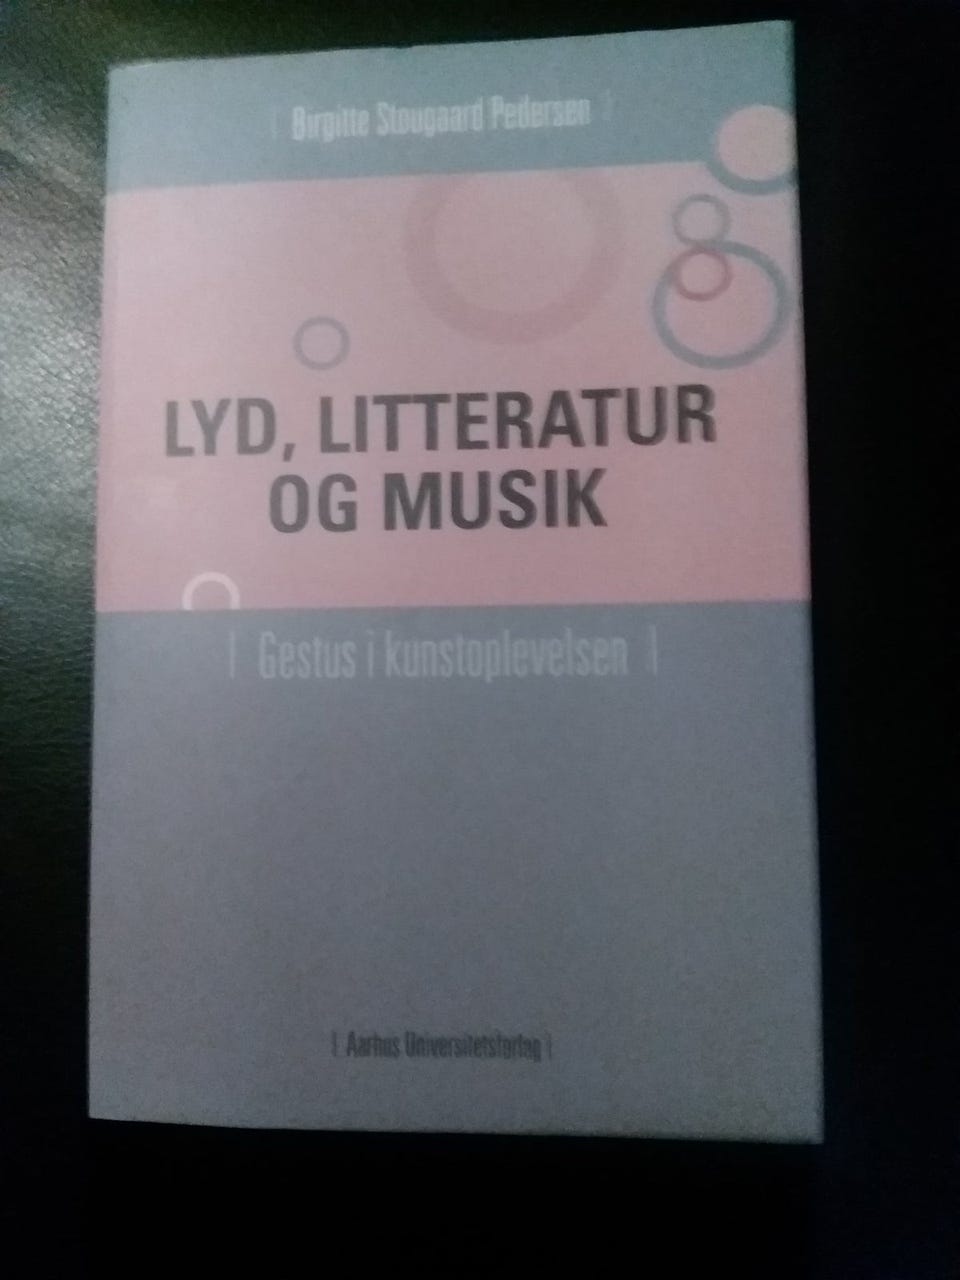 | Birgitte Stougaard Pedersen |
LYD, LITTERATUR
OG MUSIK
| Gestus i kunstoplevelsen |
| Aarhus Universitetsforlag |